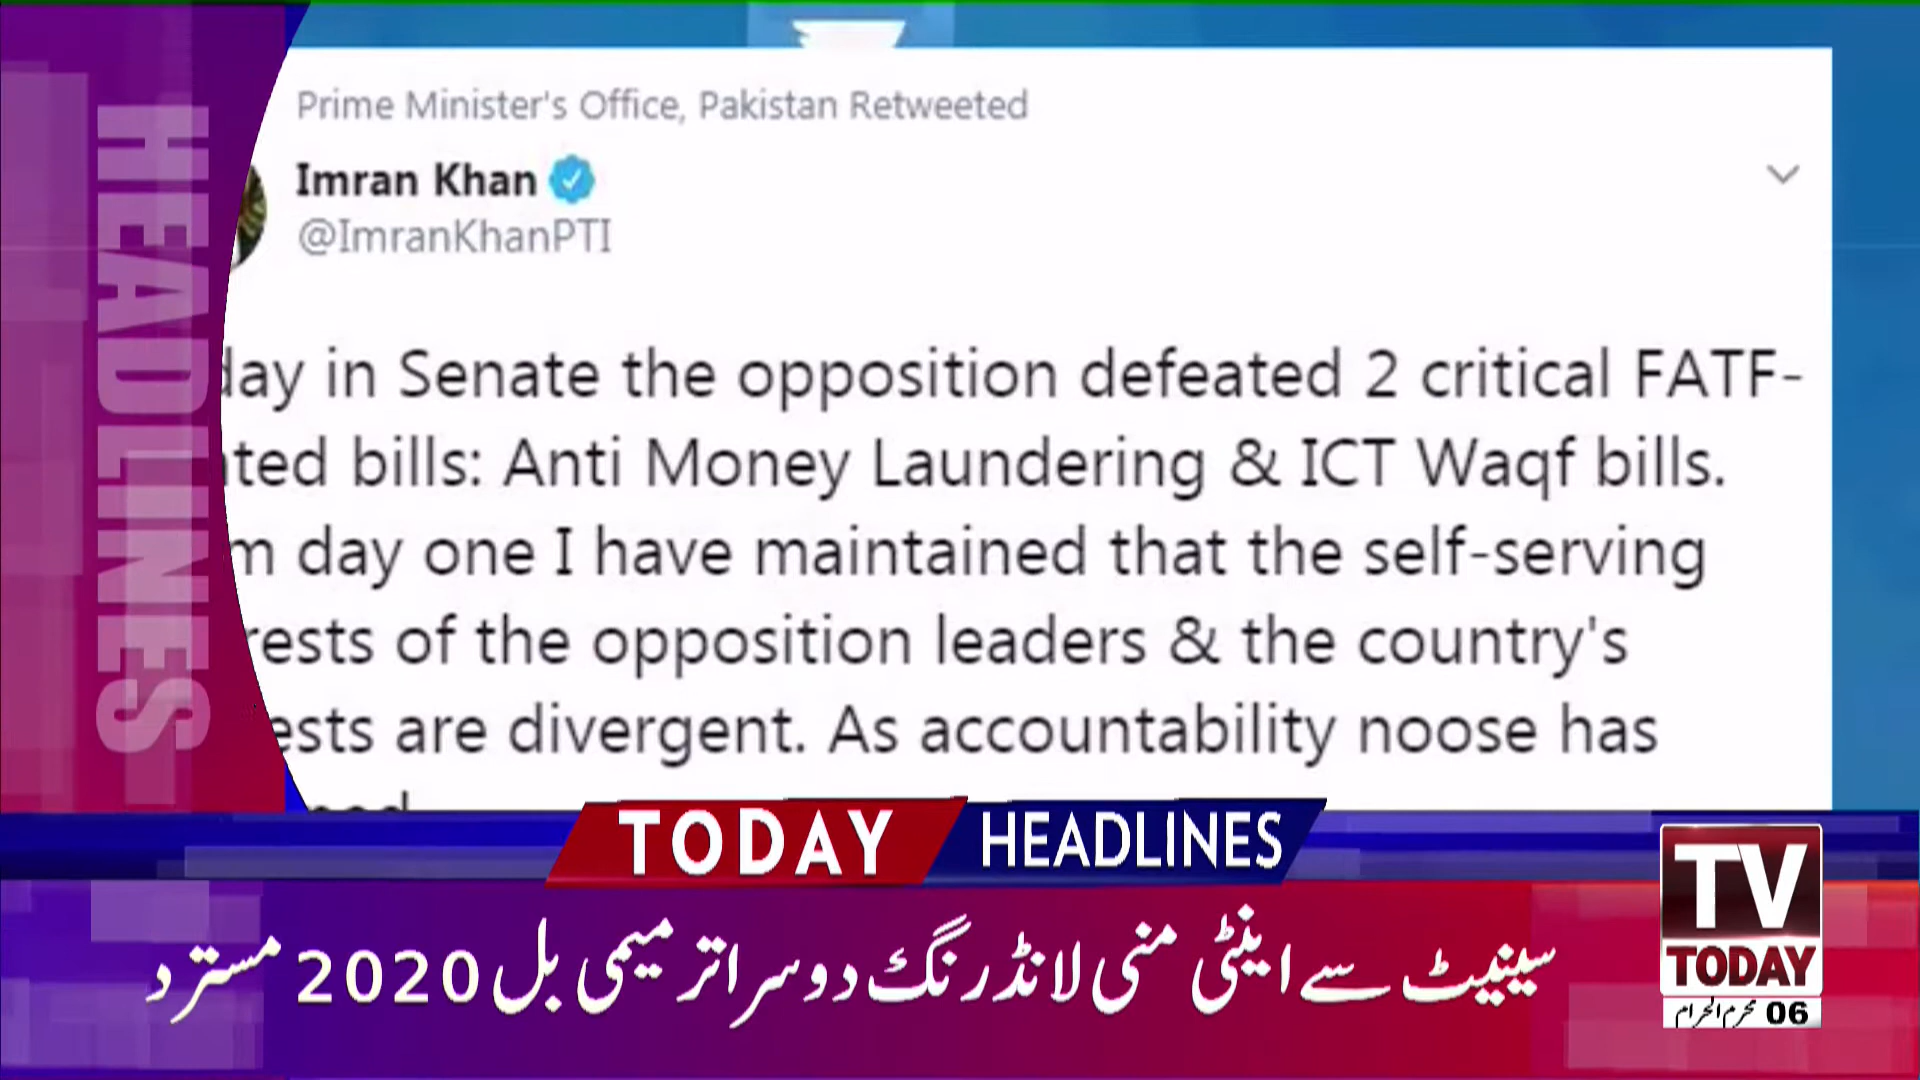 HEADLINES
Prime Minister's Office, Pakistan Retweeted
Imran Khan
@ImranKhanPTI
day in Senate the opposition defeated 2 critical FATF-
ted bills: Anti Money Laundering & ICT Waqf bills.
m day one I have maintained that the self-serving
rests of the opposition leaders & the country's
ests are divergent. As accountability noose has
TODAY HEADLINES
سینیٹ سے اینٹی منی لانڈرنگ دوسرا ترمیمی بل 2020 مسترد
TV
TODAY
06 محرم الحرام